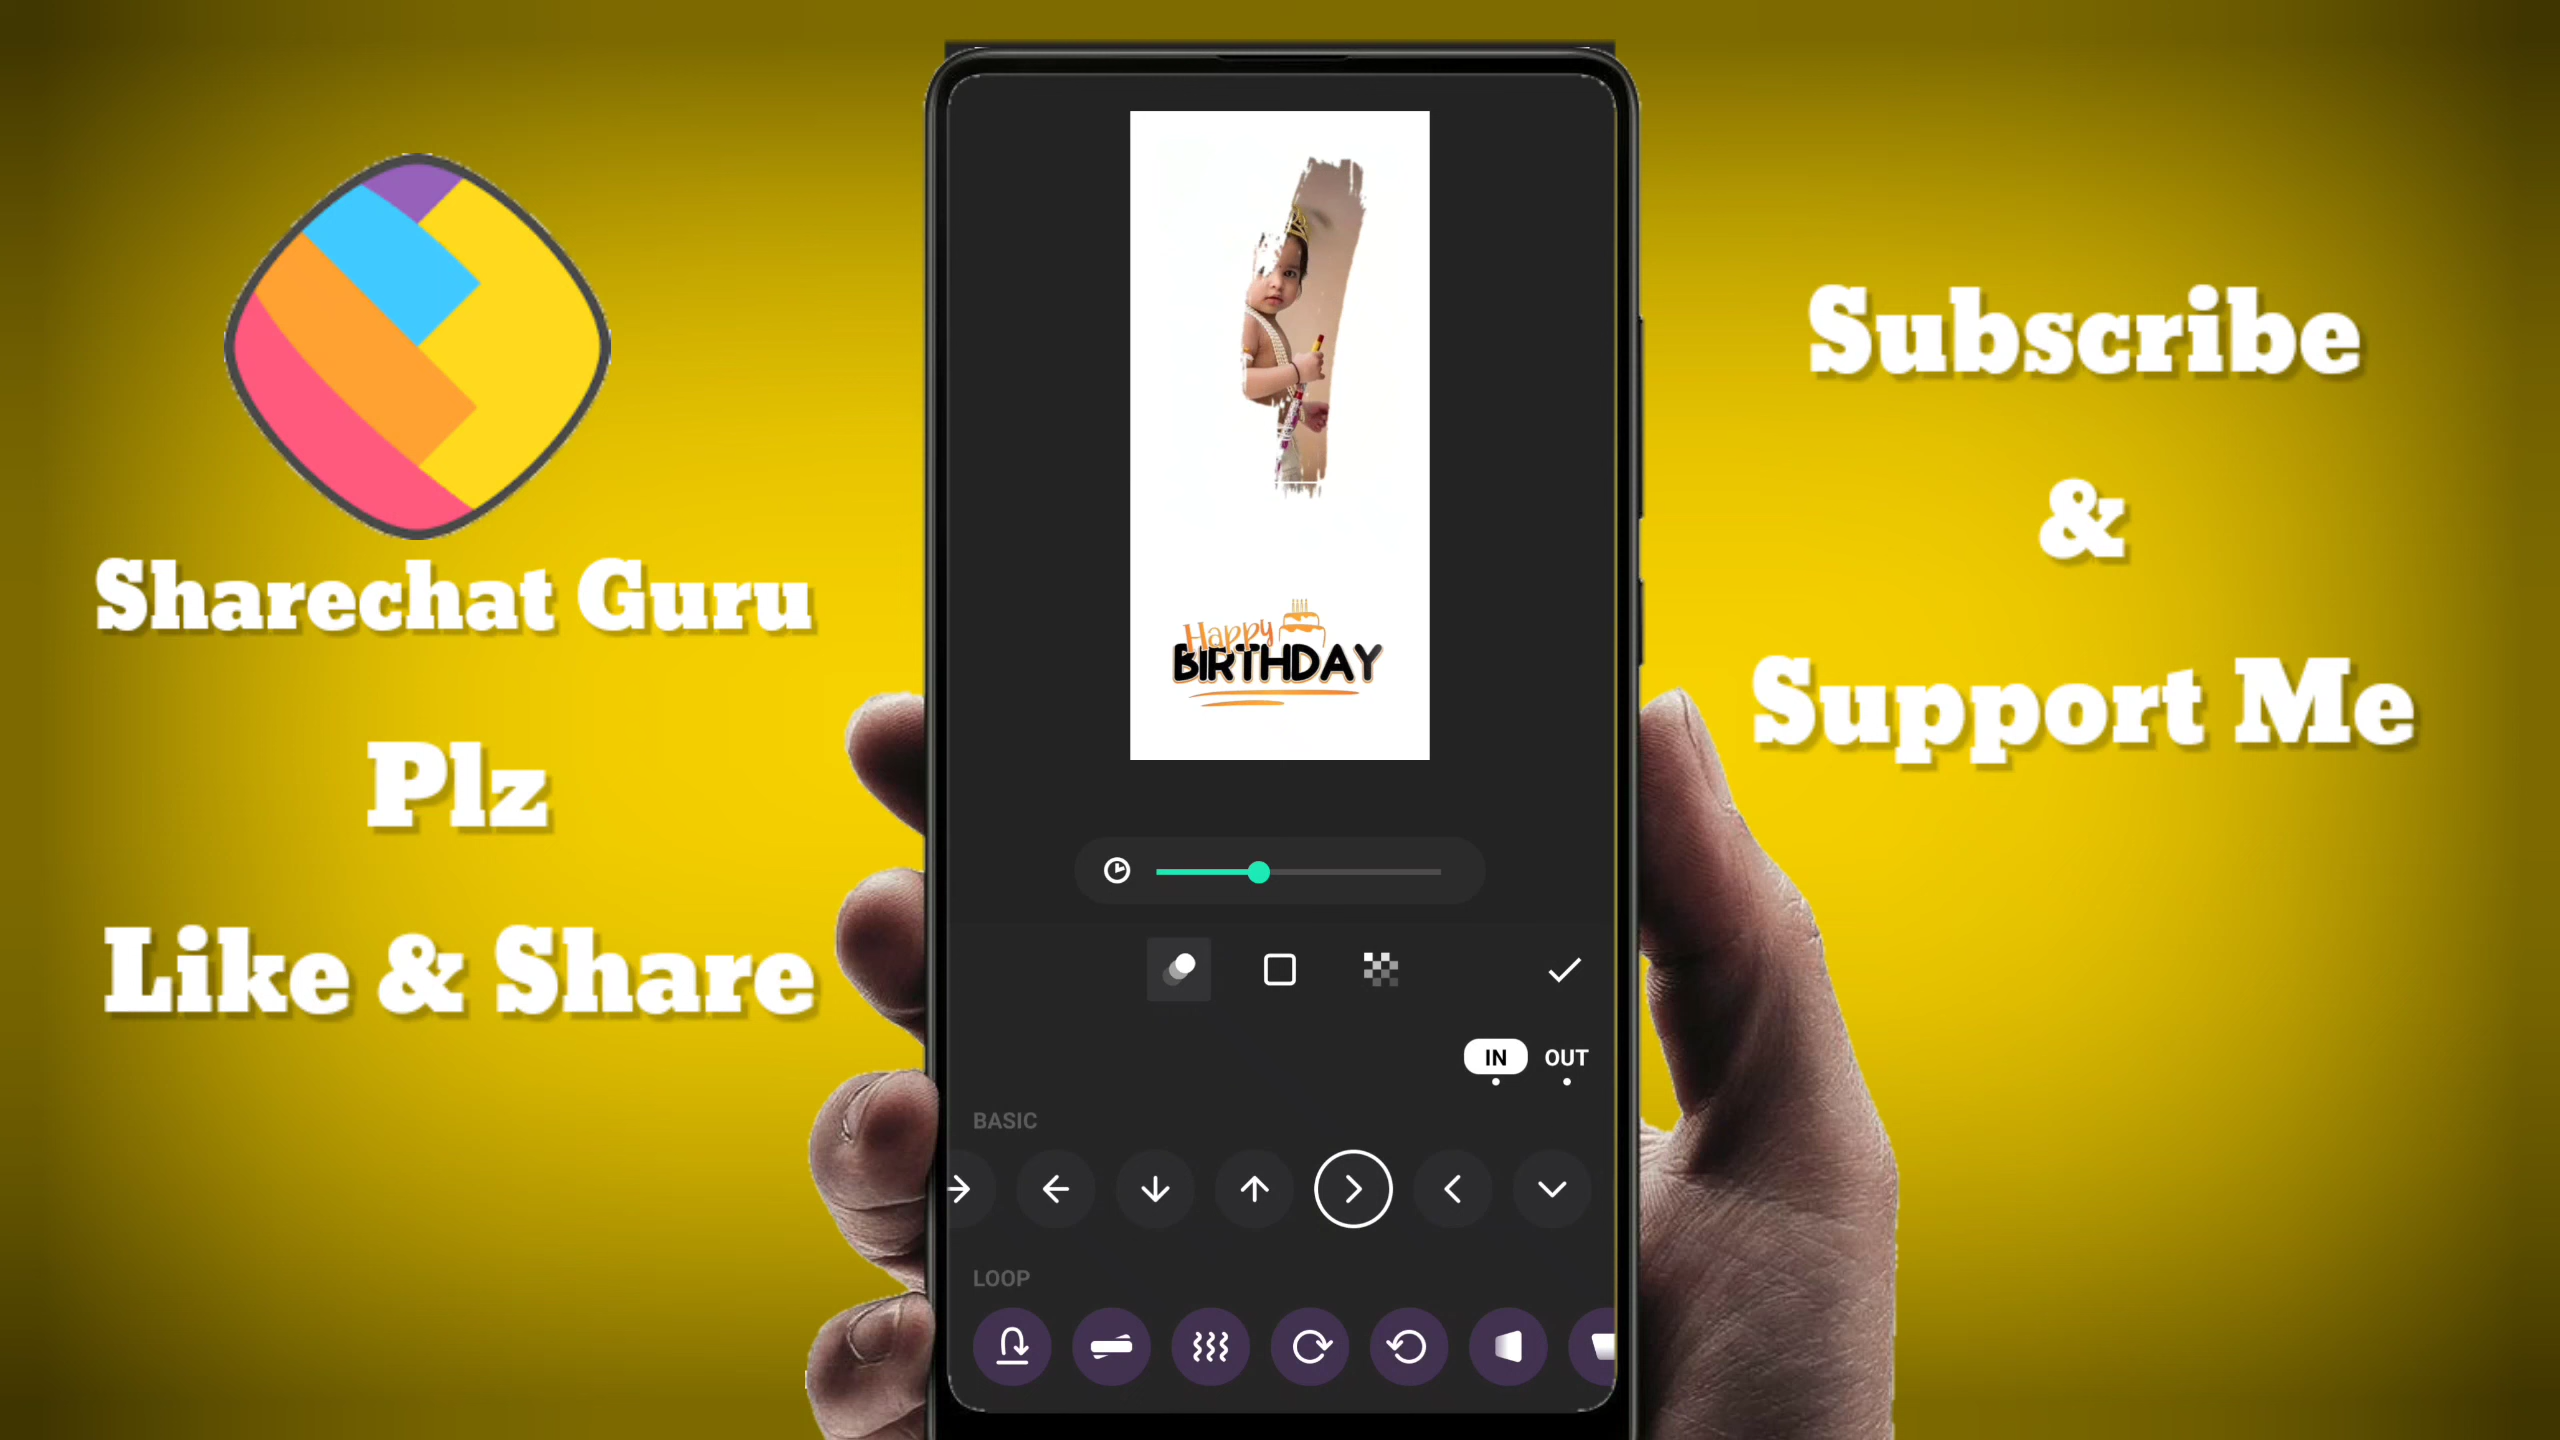 Sharechat Guru
Plz
Like & Share
Happy
BIRTHDAY
IN OUT
BASIC
LOOP
Subscribe
&
Support Me